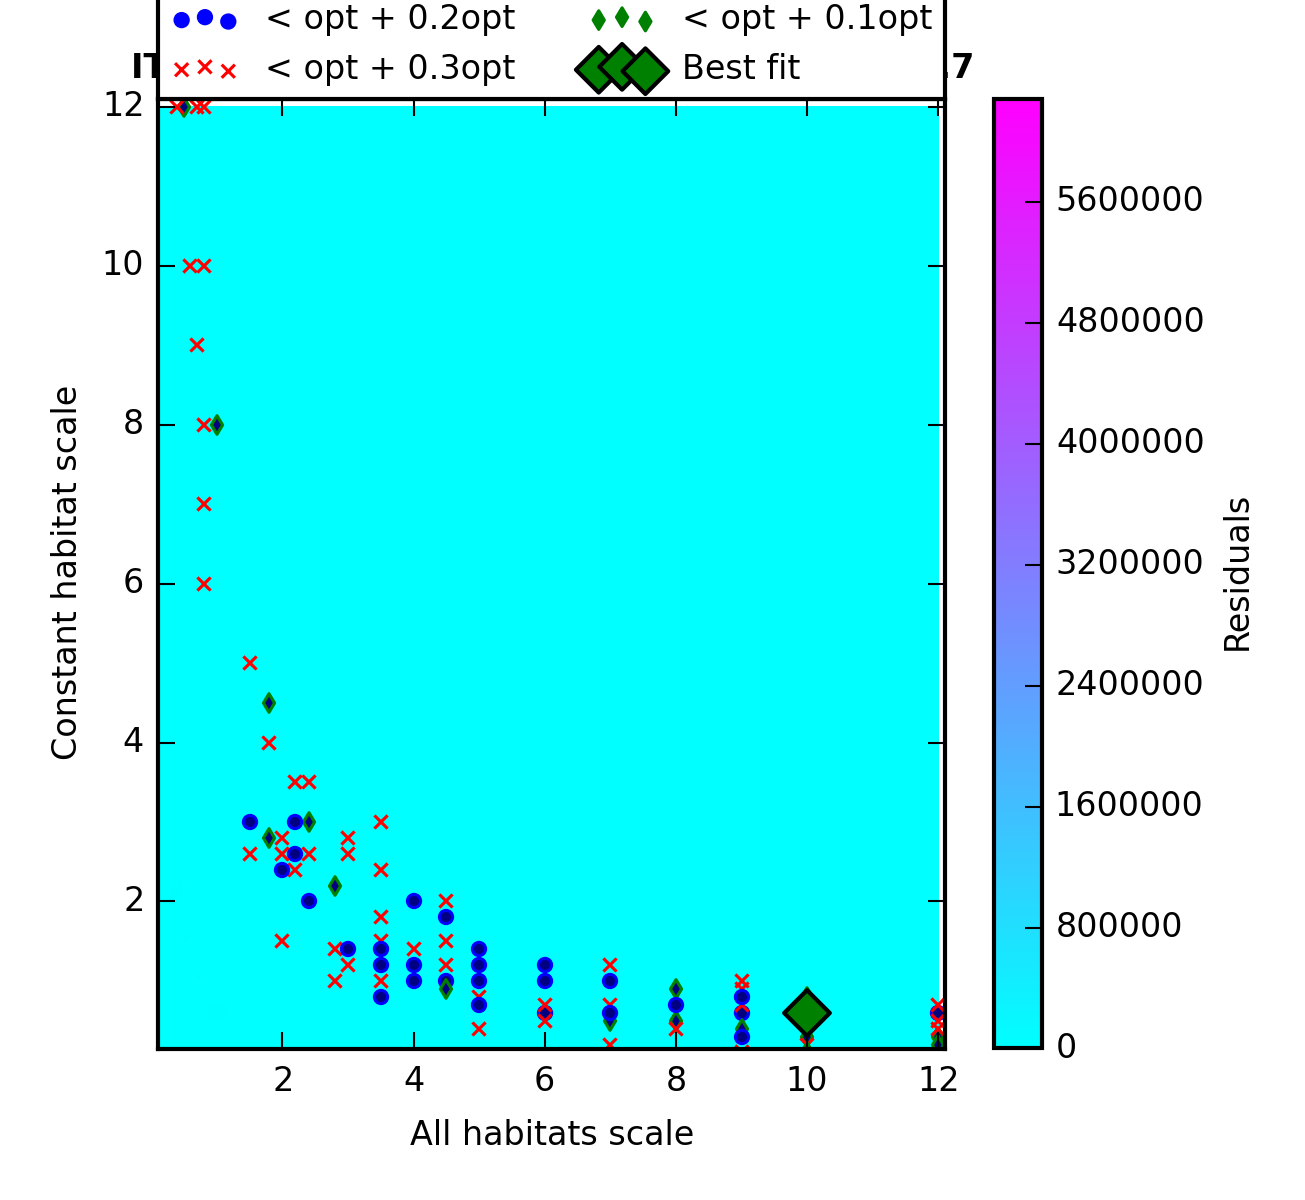 < opt + 0.2opt
< opt + 0.1opt
< opt + 0.3opt
Best fit
12
10
8
6
4
2
Constant habitat scale
2 4 6 8 10 12
All habitats scale
5600000
4800000
4000000
3200000
2400000
1600000
800000
0
Residuals